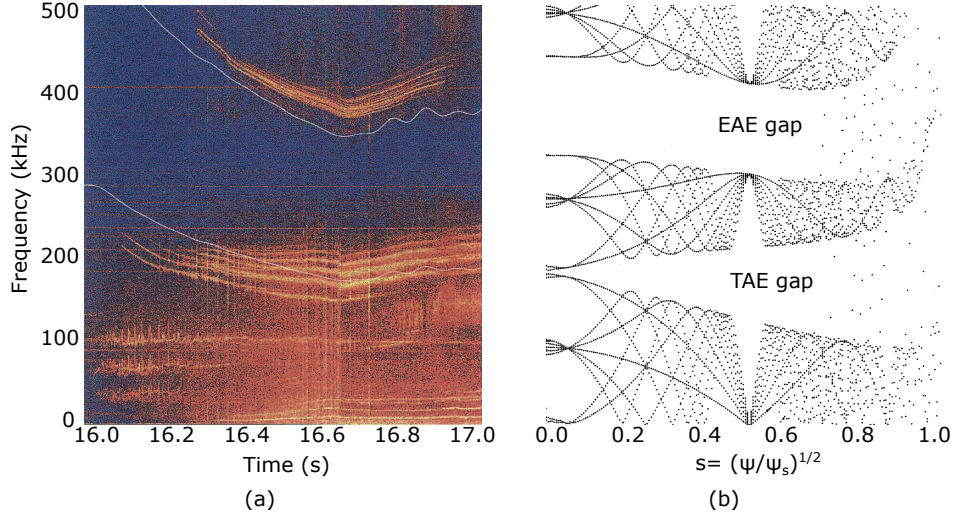 500
400
300
200
100
0
Frequency (kHz)
16.0
16.2
16.4
16.6
16.8
17.0
Time (s)
(a)
EAE gap
TAE gap
0.0
0.2
0.4
0.6
0.8
1.0
s= (ψ/ψₛ)¹ᐟ²
(b)